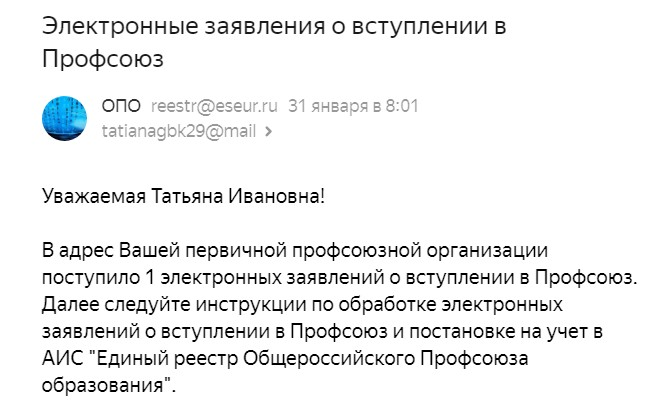 Электронные заявления о вступлении в
Профсоюз
ОПО reestr@eseur.ru 31 января в 8:01
tatianagbk29@mail >
Уважаемая Татьяна Ивановна!
В адрес Вашей первичной профсоюзной организации
поступило 1 электронных заявлений о вступлении в Профсоюз.
Далее следуйте инструкции по обработке электронных
заявлений о вступлении в Профсоюз и постановке на учет в
АИС "Единый реестр Общероссийского Профсоюза
образования".